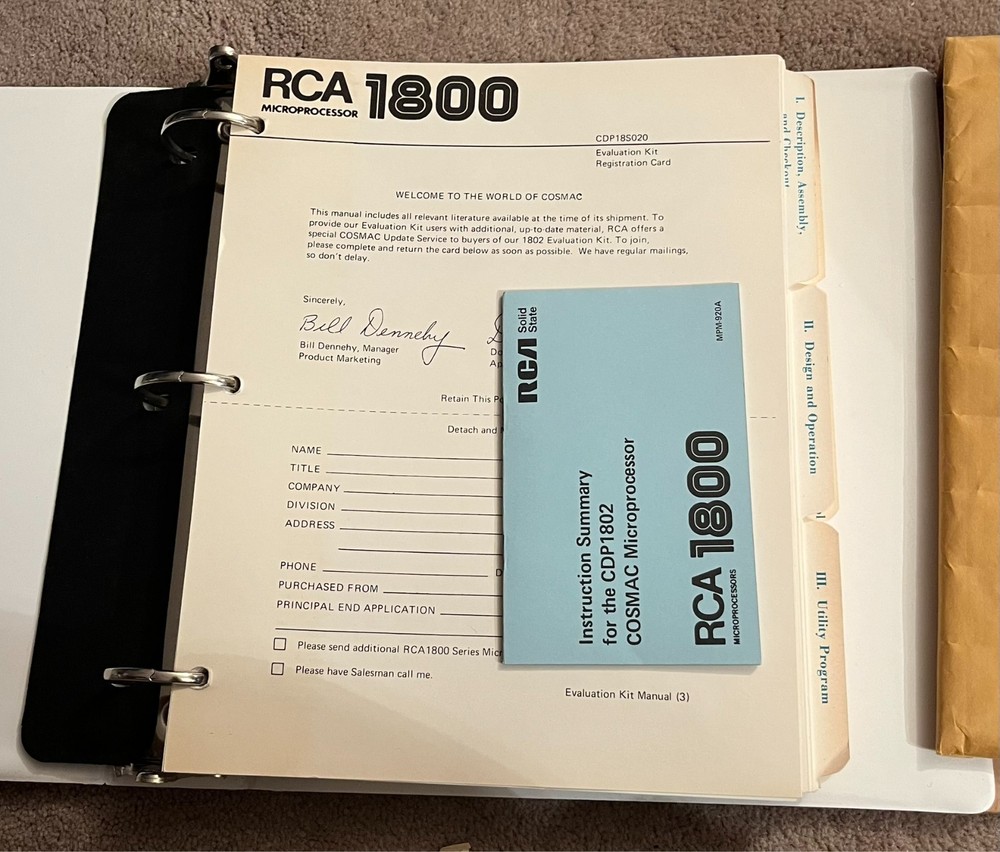 RCA 1800
MICROPROCESSOR
CDP18S020
Evaluation Kit
Registration Card
WELCOME TO THE WORLD OF COSMAC
This manual includes all relevant literature available at the time of its shipment. To
provide our Evaluation Kit users with additional, up-to-date material, RCA offers a
special COSMAC Update Service to buyers of our 1802 Evaluation Kit. To join,
please complete and return the card below as soon as possible. We have regular mailings,
so don't delay.
Sincerely,
Bill Dennehy
Bill Dennehy, Manager
Product Marketing
Retain This
Detach and
NAME
TITLE
COMPANY
DIVISION
ADDRESS
PHONE
PURCHASED FROM
PRINCIPAL END APPLICATION
Please send additional RCA1800 Series
Please have Salesman call me.
Evaluation Kit Manual (3)
RCA Solid
State
MPM-920A
Instruction Summary
for the CDP1802
COSMAC Microprocessor
RCA 1800
MICROPROCESSORS
I. Description, Assembly,
and Checkout
II. Design and Operation
III. Utility Program